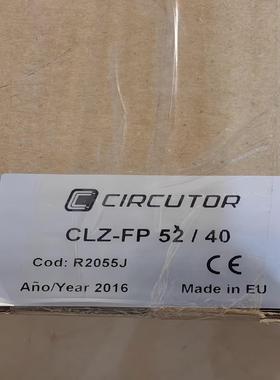 CIRCUTOR
CLZ-FP 52 / 40
Cod: R2055J
CE
Año/Year 2016
Made in EU